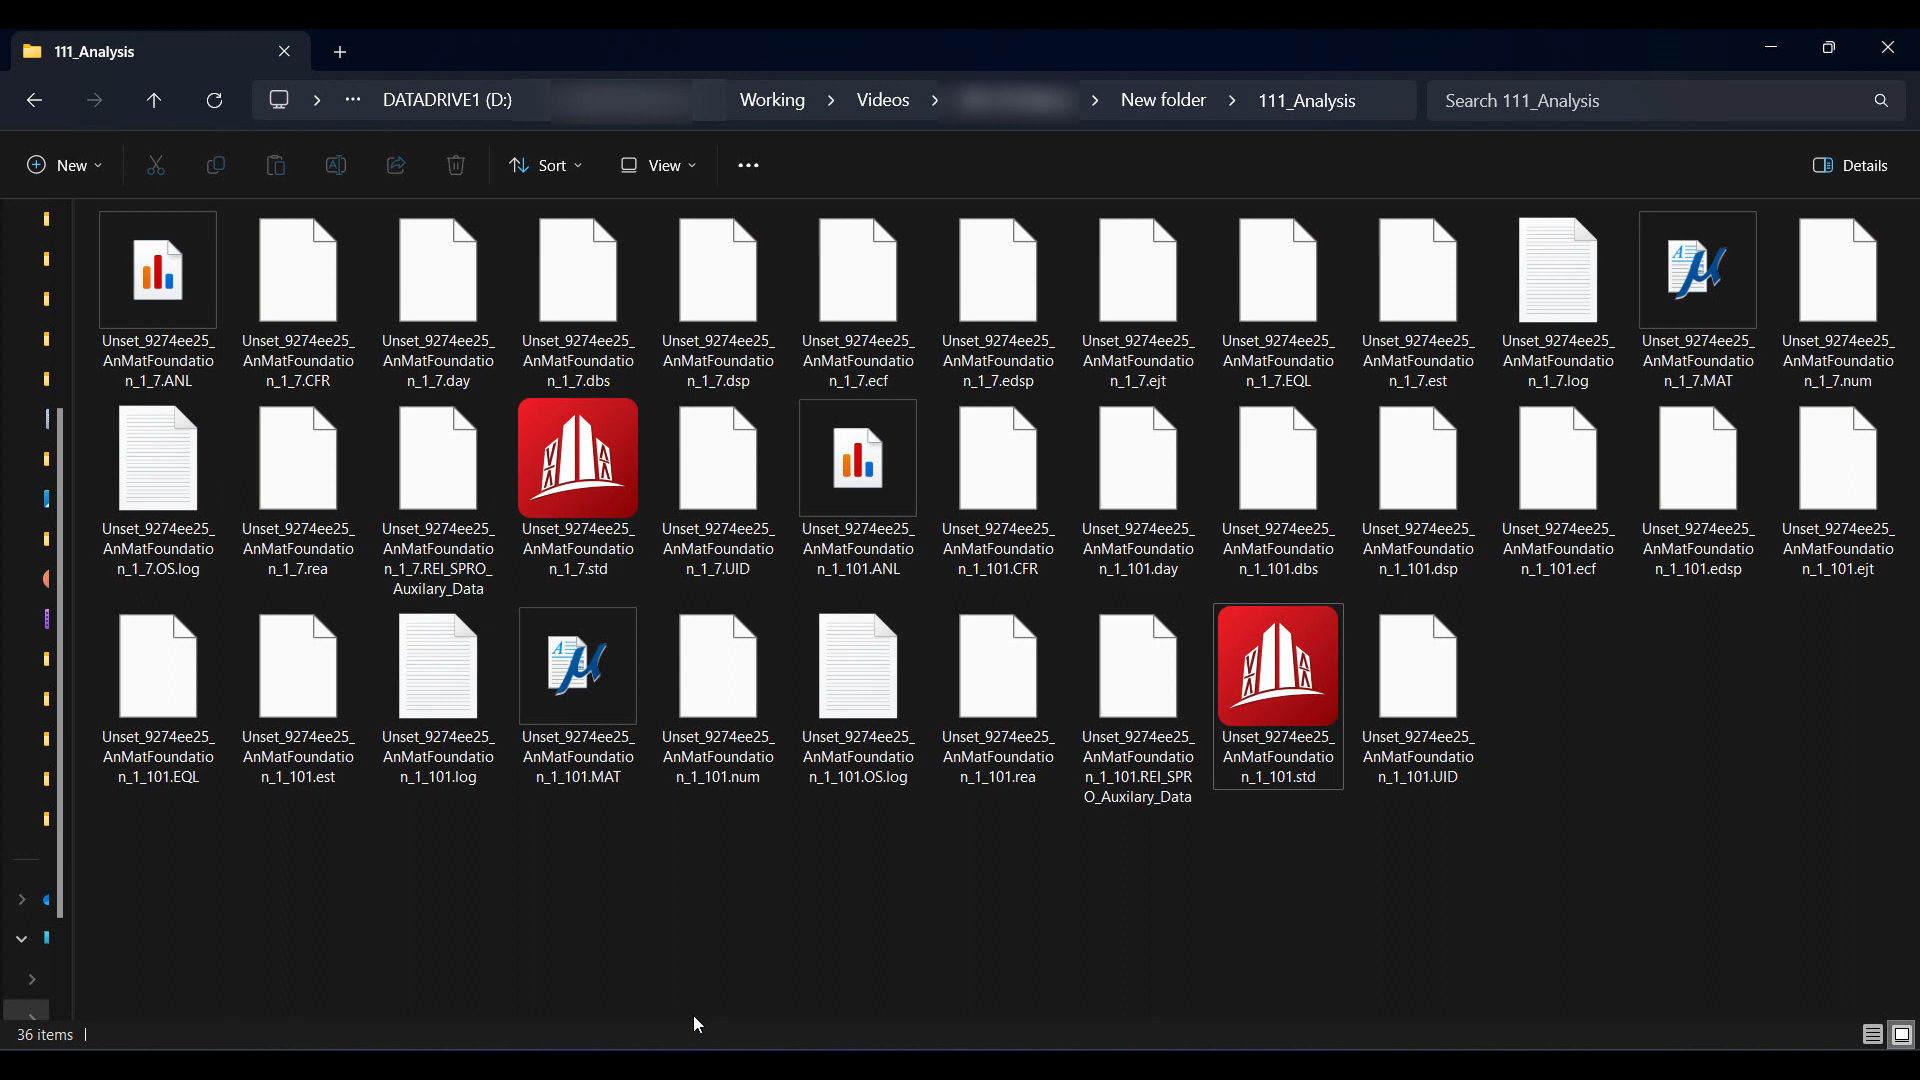 111_Analysis
DATADRIVE1 (D:)
Working
Videos
New folder
111_Analysis
Search 111_Analysis
New
Sort
View
Details
Unset_9274ee25_
AnMatFoundatio
n_1_7.ANL
Unset_9274ee25_
AnMatFoundatio
n_1_7.CFR
Unset_9274ee25_
AnMatFoundatio
n_1_7.day
Unset_9274ee25_
AnMatFoundatio
n_1_7.dbs
Unset_9274ee25_
AnMatFoundatio
n_1_7.dsp
Unset_9274ee25_
AnMatFoundatio
n_1_7.ecf
Unset_9274ee25_
AnMatFoundatio
n_1_7.edsp
Unset_9274ee25_
AnMatFoundatio
n_1_7.ejt
Unset_9274ee25_
AnMatFoundatio
n_1_7.EQL
Unset_9274ee25_
AnMatFoundatio
n_1_7.est
Unset_9274ee25_
AnMatFoundatio
n_1_7.log
Unset_9274ee25_
AnMatFoundatio
n_1_7.MAT
Unset_9274ee25_
AnMatFoundatio
n_1_7.num
Unset_9274ee25_
AnMatFoundatio
n_1_7.OS.log
Unset_9274ee25_
AnMatFoundatio
n_1_7.rea
Unset_9274ee25_
AnMatFoundatio
n_1_7.REI_SPRO_
Auxilary_Data
Unset_9274ee25_
AnMatFoundatio
n_1_7.std
Unset_9274ee25_
AnMatFoundatio
n_1_7.UID
Unset_9274ee25_
AnMatFoundatio
n_1_101.ANL
Unset_9274ee25_
AnMatFoundatio
n_1_101.CFR
Unset_9274ee25_
AnMatFoundatio
n_1_101.day
Unset_9274ee25_
AnMatFoundatio
n_1_101.dbs
Unset_9274ee25_
AnMatFoundatio
n_1_101.dsp
Unset_9274ee25_
AnMatFoundatio
n_1_101.ecf
Unset_9274ee25_
AnMatFoundatio
n_1_101.edsp
Unset_9274ee25_
AnMatFoundatio
n_1_101.ejt
Unset_9274ee25_
AnMatFoundatio
n_1_101.EQL
Unset_9274ee25_
AnMatFoundatio
n_1_101.est
Unset_9274ee25_
AnMatFoundatio
n_1_101.log
Unset_9274ee25_
AnMatFoundatio
n_1_101.MAT
Unset_9274ee25_
AnMatFoundatio
n_1_101.num
Unset_9274ee25_
AnMatFoundatio
n_1_101.OS.log
Unset_9274ee25_
AnMatFoundatio
n_1_101.rea
Unset_9274ee25_
AnMatFoundatio
n_1_101.REI_SPR
O_Auxilary_Data
Unset_9274ee25_
AnMatFoundatio
n_1_101.std
Unset_9274ee25_
AnMatFoundatio
n_1_101.UID
36 items